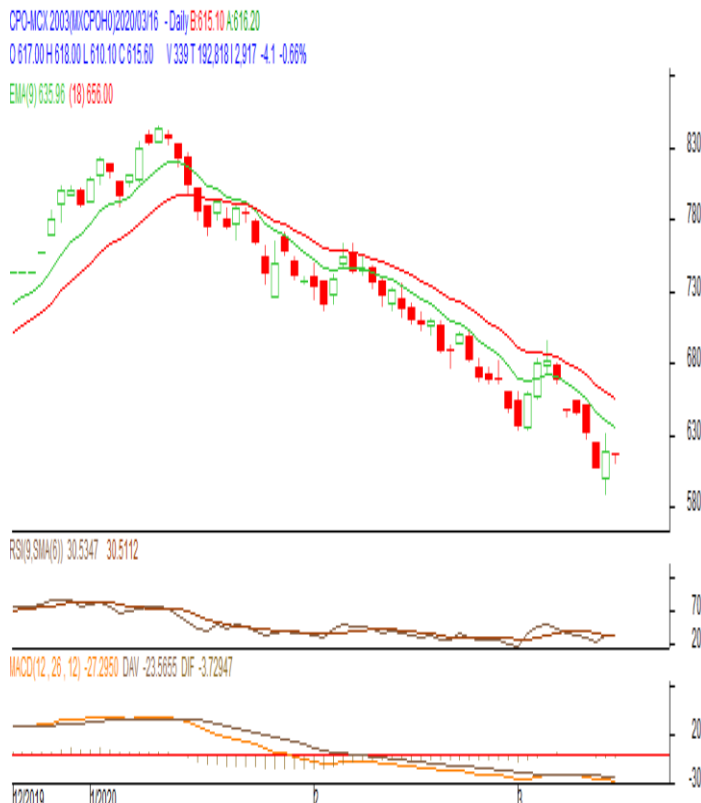 CPO-MCX 2003(MXCPOH0)2020/03/16 - Daily B:615.10 A:616.20
O 617.00 H 618.00 L 610.10 C 615.60 V 339 T 192,818 I 2,917 -4.1 -0.66%
EMA(9) 635.96 (18) 656.00
830
780
730
680
630
580
RSI(9,SMA(6)) 30.5347 30.5112
70
20
MACD(12 , 26 , 12) -27.2950 DAV -23.5655 DIF -3.72947
20
-30
12/2019 1/2020 2 3